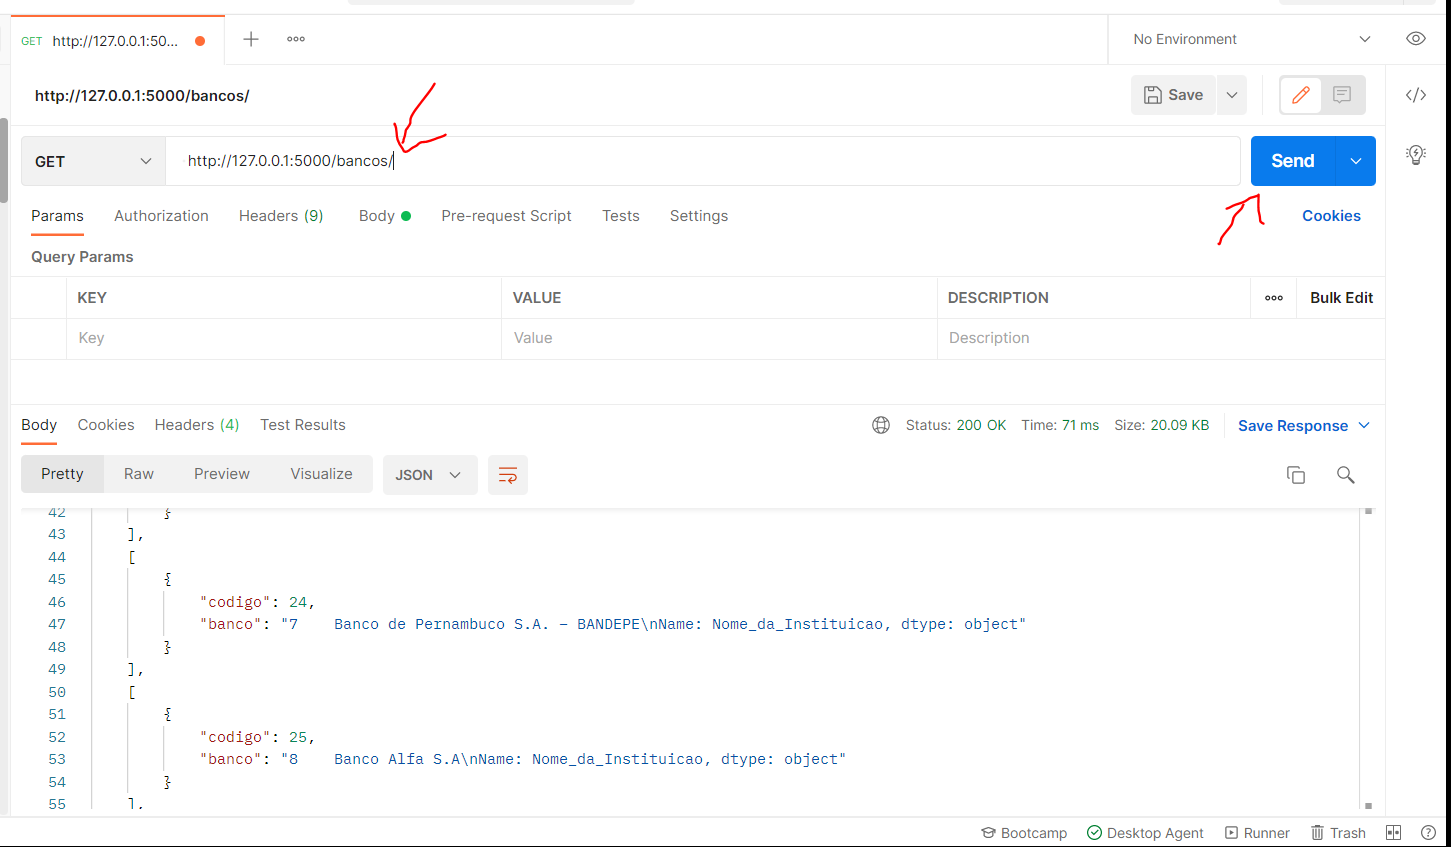 GET http://127.0.0.1:50...
No Environment
http://127.0.0.1:5000/bancos/
Save
GET http://127.0.0.1:5000/bancos/ Send
Params Authorization Headers (9) Body Pre-request Script Tests Settings Cookies
Query Params
KEY VALUE DESCRIPTION Bulk Edit
Key Value Description
Body Cookies Headers (4) Test Results Status: 200 OK Time: 71 ms Size: 20.09 KB Save Response
Pretty Raw Preview Visualize JSON
42 }
43 ],
44 [
45 {
46 "codigo": 24,
47 "banco": "7    Banco de Pernambuco S.A. – BANDEPE\nName: Nome_da_Instituicao, dtype: object"
48 }
49 ],
50 [
51 {
52 "codigo": 25,
53 "banco": "8    Banco Alfa S.A\nName: Nome_da_Instituicao, dtype: object"
54 }
55 ],
Bootcamp Desktop Agent Runner Trash